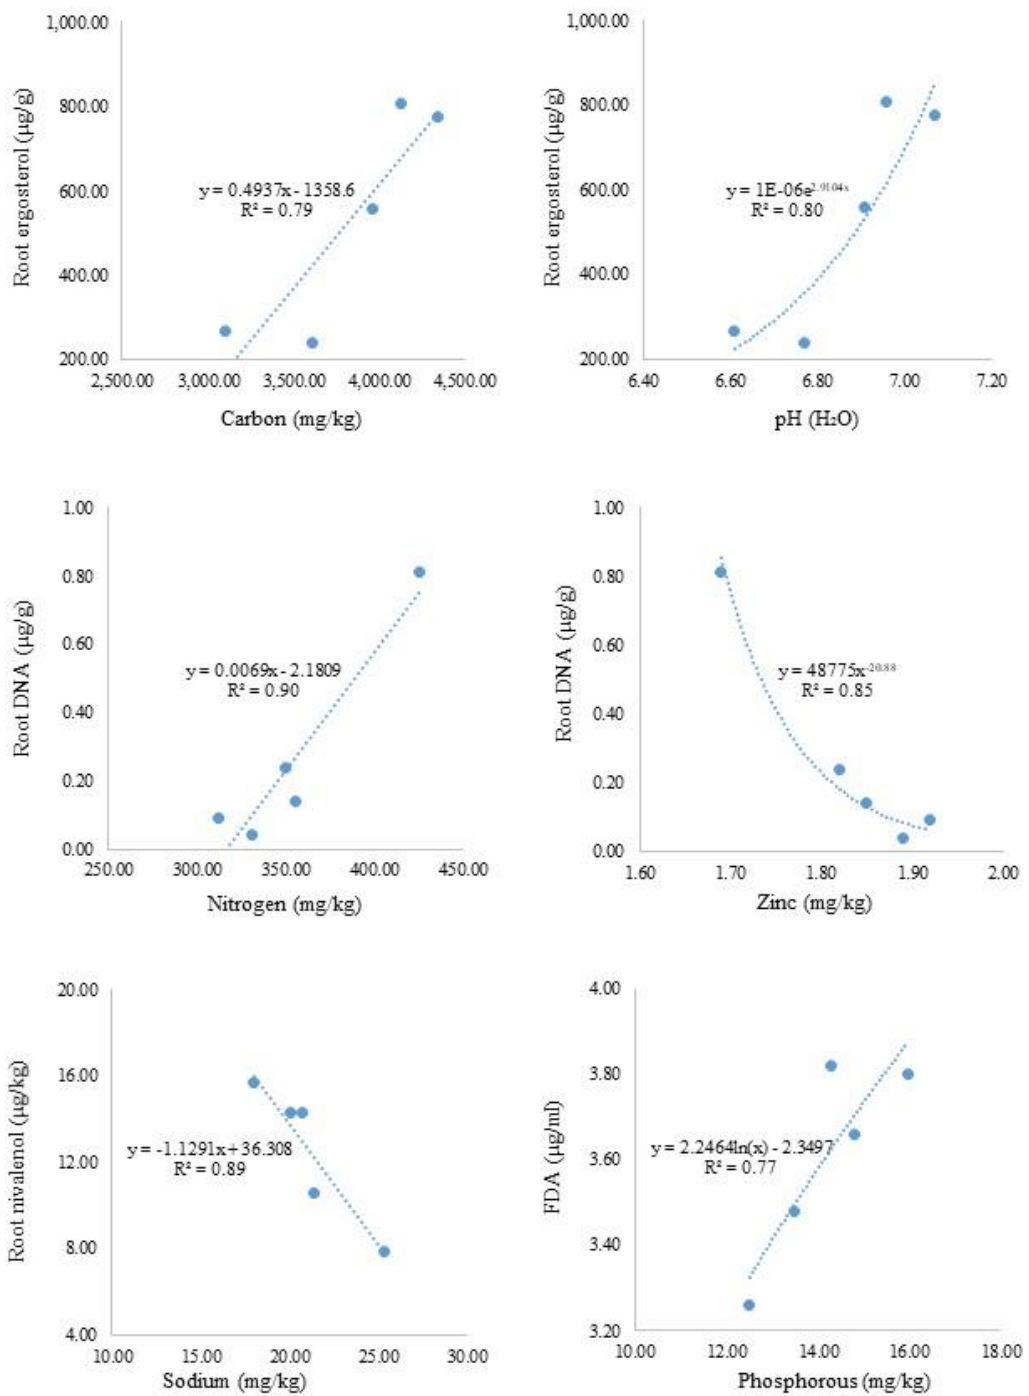 1,000.00
800.00
600.00
400.00
200.00
Root ergosterol (µg/g)
y = 0.4937x - 1358.6
R² = 0.79
2,500.00 3,0000.00 3,500.00 4,000.00 4,500.00
Carbon (mg/kg)
1,000.00
800.00
600.00
400.00
200.00
Root ergosterol (µg/g)
y = 1E-06e^2.9104x
R² = 0.80
6.40 6.60 6.80 7.00 7.20
pH (H₂O)
1.00
0.80
0.60
0.40
0.20
0.00
Root DNA (µg/g)
y = 0.0069x - 2.1809
R² = 0.90
250.00 300.00 350.00 400.00 450.00
Nitrogen (mg/kg)
1.00
0.80
0.60
0.40
0.20
0.00
Root DNA (µg/g)
y = 48775x^-20.88
R² = 0.85
1.60 1.70 1.80 1.90 2.00
Zinc (mg/kg)
20.00
16.00
12.00
8.00
4.00
Root nivalenol (µg/kg)
y = -1.1291x + 36.308
R² = 0.89
10.00 15.00 20.00 25.00 30.00
Sodium (mg/kg)
4.00
3.80
3.60
3.40
3.20
FDA (µg/ml)
y = 2.2464ln(x) - 2.3497
R² = 0.77
10.00 12.00 14.00 16.00 18.00
Phosphorous (mg/kg)